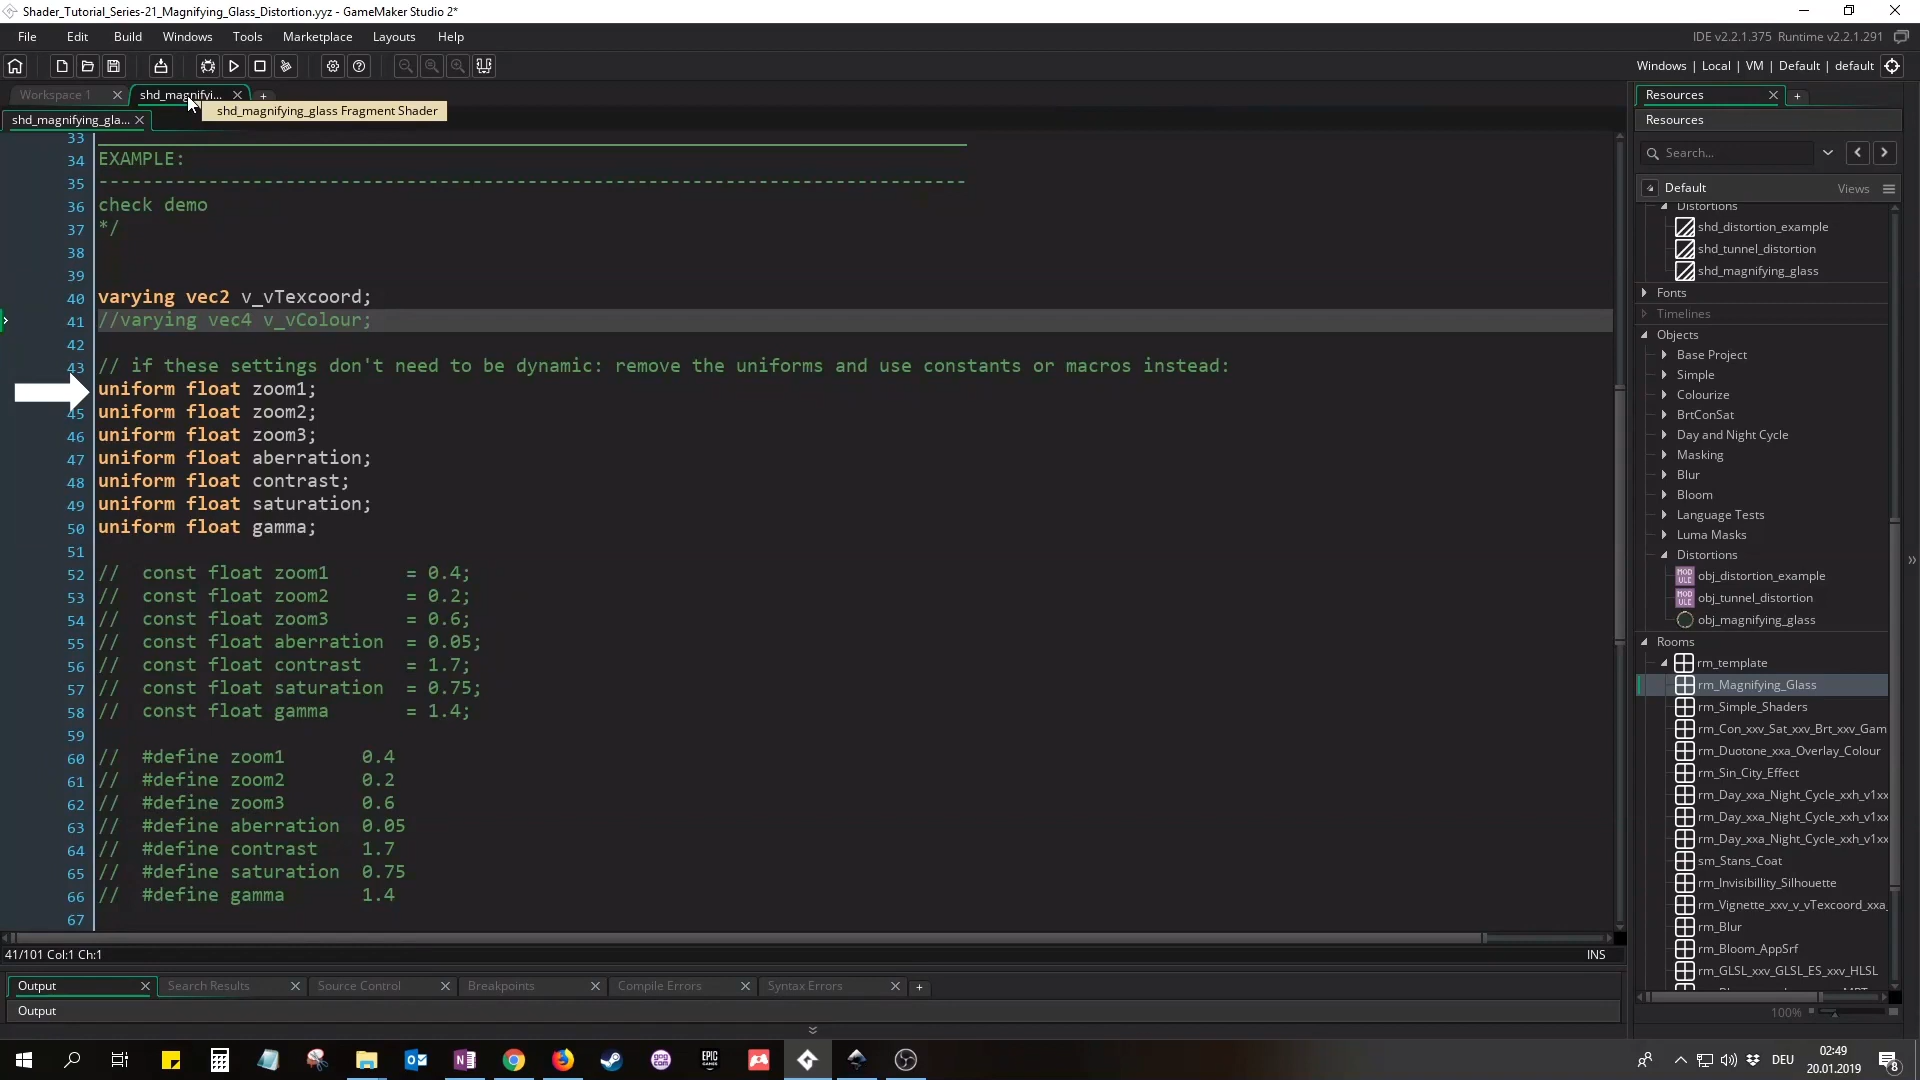 Shader_Tutorial_Series-21_Magnifying_Glass_Distortion.yyz - GameMaker Studio 2*
File Edit Build Windows Tools Marketplace Layouts Help
IDE v2.2.1.375 Runtime v2.2.1.291
Windows | Local | VM | Default | default
Workspace 1
shd_magnifyi...
shd_magnifying_glass Fragment Shader
shd_magnifying_gla...
33
34 EXAMPLE:
35 -------------------------------------------------------------------------------
36 check demo
37 */
38
39
40 varying vec2 v_vTexcoord;
41 //varying vec4 v_vColour;
42
43 // if these settings don't need to be dynamic: remove the uniforms and use constants or macros instead:
uniform float zoom1;
45 uniform float zoom2;
46 uniform float zoom3;
47 uniform float aberration;
48 uniform float contrast;
49 uniform float saturation;
50 uniform float gamma;
51
52 // const float zoom1 = 0.4;
53 // const float zoom2 = 0.2;
54 // const float zoom3 = 0.6;
55 // const float aberration = 0.05;
56 // const float contrast = 1.7;
57 // const float saturation = 0.75;
58 // const float gamma = 1.4;
59
60 // #define zoom1 0.4
61 // #define zoom2 0.2
62 // #define zoom3 0.6
63 // #define aberration 0.05
64 // #define contrast 1.7
65 // #define saturation 0.75
66 // #define gamma 1.4
67
41/101 Col:1 Ch:1
INS
Output Search Results Source Control Breakpoints Compile Errors Syntax Errors
Output
Resources
Resources
Search...
Default Views
Distortions
shd_distortion_example
shd_tunnel_distortion
shd_magnifying_glass
Fonts
Timelines
Objects
Base Project
Simple
Colourize
BrtConSat
Day and Night Cycle
Masking
Blur
Bloom
Language Tests
Luma Masks
Distortions
obj_distortion_example
obj_tunnel_distortion
obj_magnifying_glass
Rooms
rm_template
rm_Magnifying_Glass
rm_Simple_Shaders
rm_Con_xxv_Sat_xxv_Brt_xxv_Gam
rm_Duotone_xxa_Overlay_Colour
rm_Sin_City_Effect
rm_Day_xxa_Night_Cycle_xxh_v1xx
rm_Day_xxa_Night_Cycle_xxh_v1xx
rm_Day_xxa_Night_Cycle_xxh_v1xx
sm_Stans_Coat
rm_Invisibillity_Silhouette
rm_Vignette_xxv_v_vTexcoord_xxa_
rm_Blur
rm_Bloom_AppSrf
rm_GLSL_xxv_GLSL_ES_xxv_HLSL
100%
DEU
02:49
20.01.2019
8